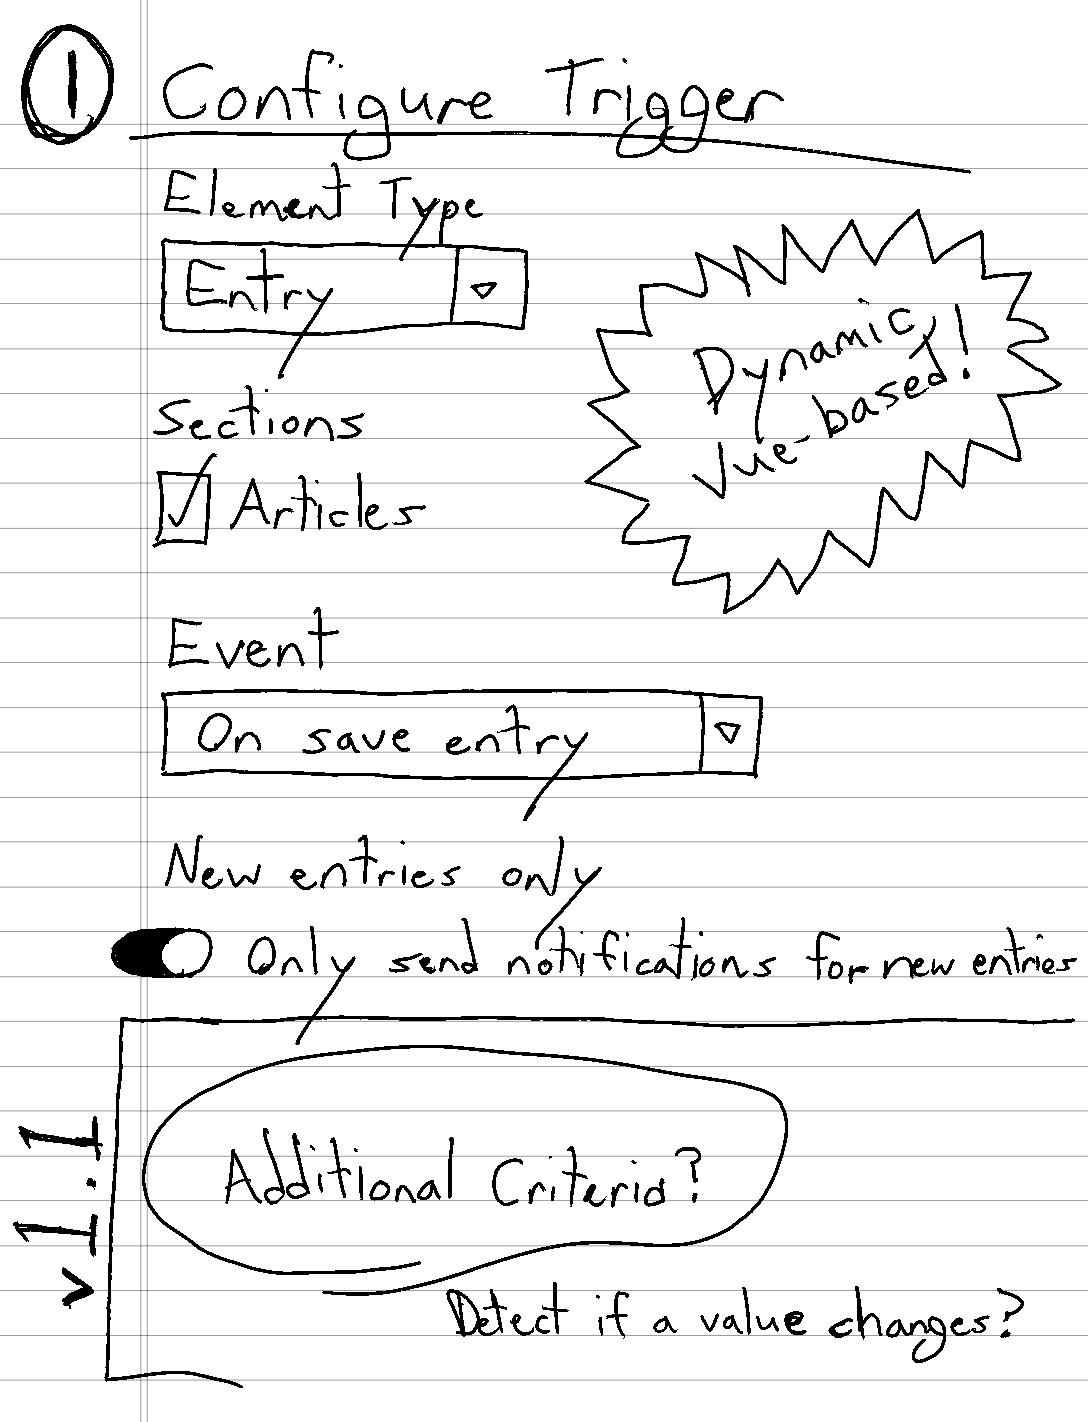 1 Configure Trigger
Element Type
Entry
Dynamic,
Vue-based!
Sections
Articles
Event
On save entry
New entries only
Only send notifications for new entries
v1.1
Additional Criteria?
Detect if a value changes?